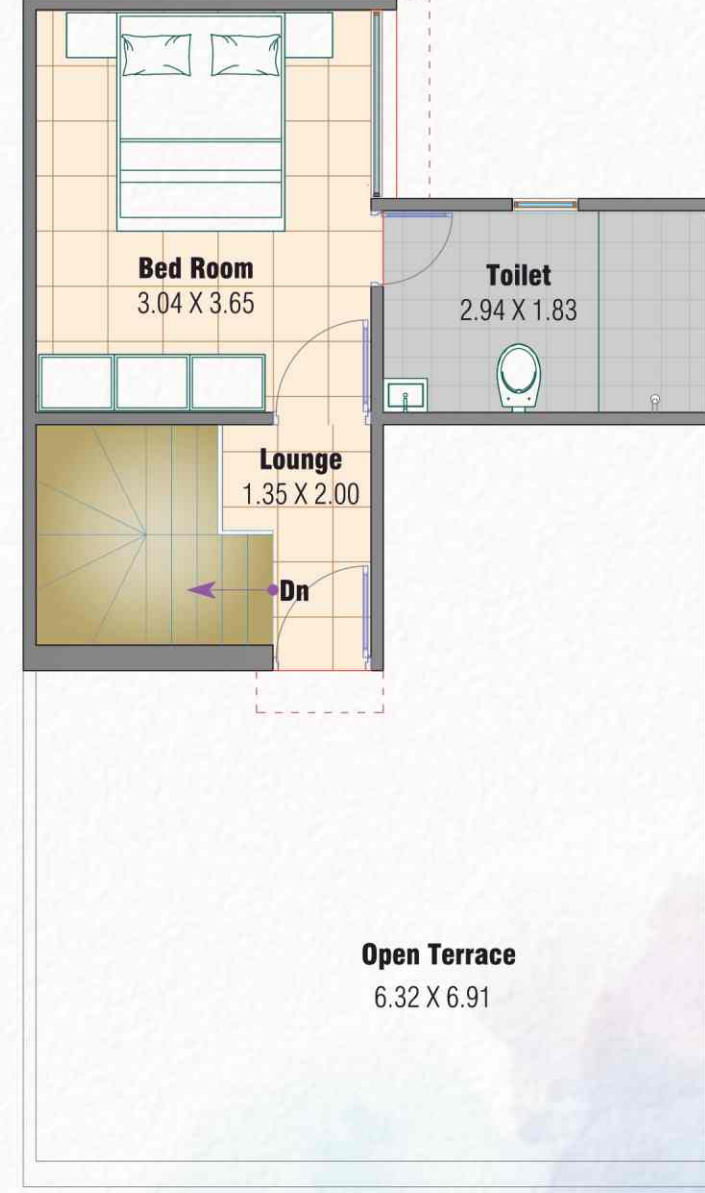 Bed Room
3.04 X 3.65
Toilet
2.94 X 1.83
Lounge
1.35 X 2.00
Dn
Open Terrace
6.32 X 6.91